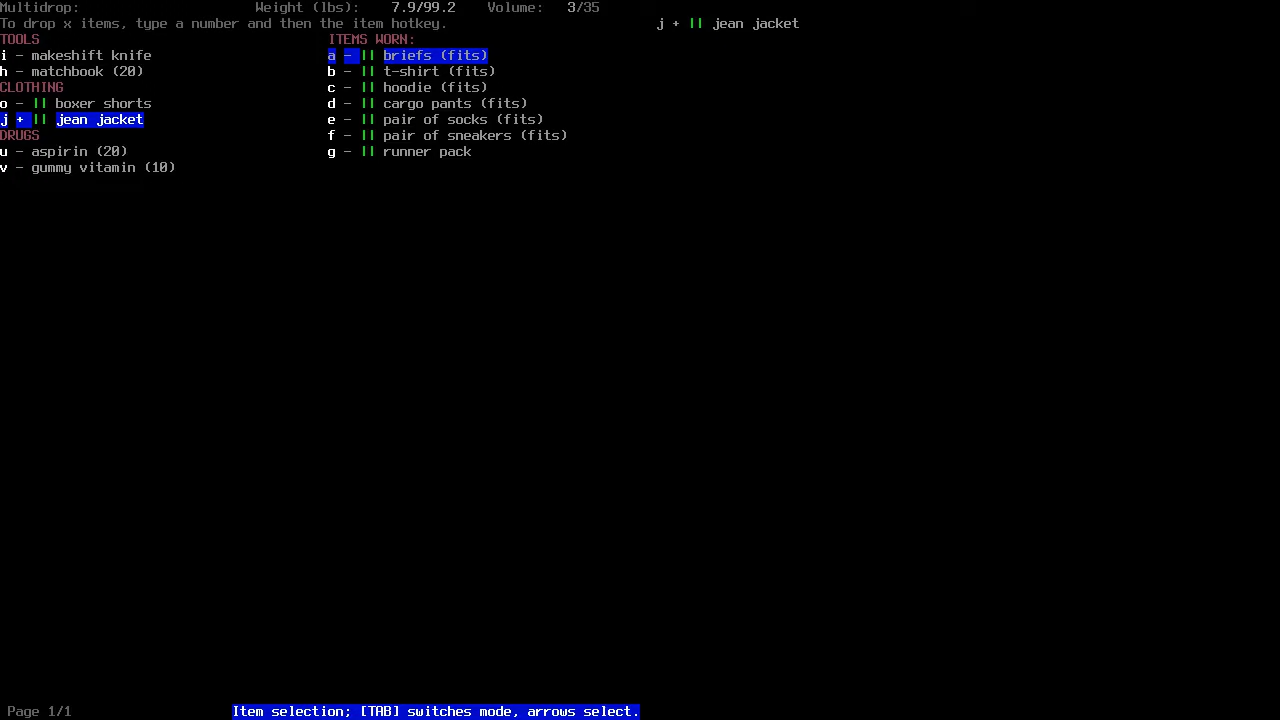 Multidrop: Weight (lbs): 7.9/99.2 Volume: 3/35
To drop x items, type a number and then the item hotkey. j + || jean jacket
TOOLS
i - makeshift knife
h - matchbook (20)
CLOTHING
o - || boxer shorts
j + || jean jacket
DRUGS
u - aspirin (20)
v - gummy vitamin (10)
ITEMS WORN:
a - || briefs (fits)
b - || t-shirt (fits)
c - || hoodie (fits)
d - || cargo pants (fits)
e - || pair of socks (fits)
f - || pair of sneakers (fits)
g - || runner pack
Page 1/1 Item selection; [TAB] switches mode, arrows select.